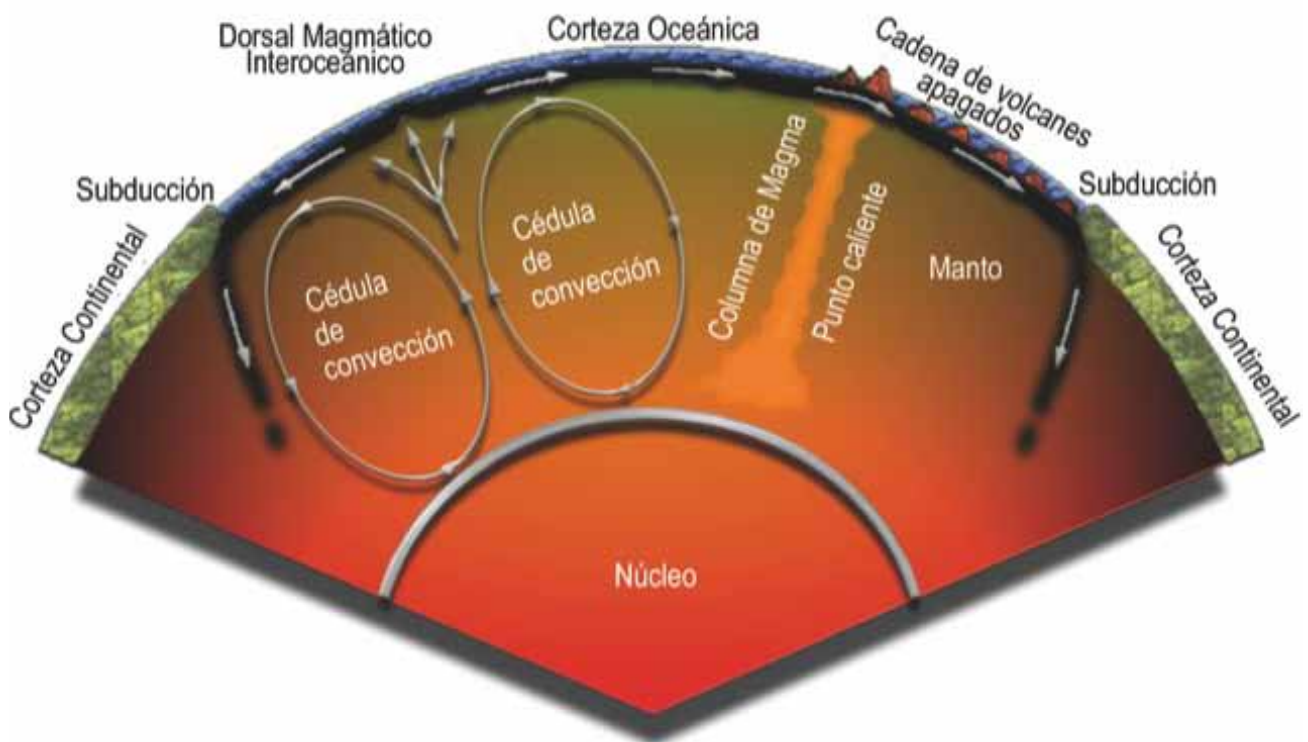 Dorsal Magmático
Interoceánico
Corteza Oceánica
Cadena de volcanes
apagados
Subducción
Subducción
Corteza Continental
Corteza Continental
Cédula
de
convección
Cédula
de
convección
Columna de Magma
Punto caliente
Manto
Núcleo